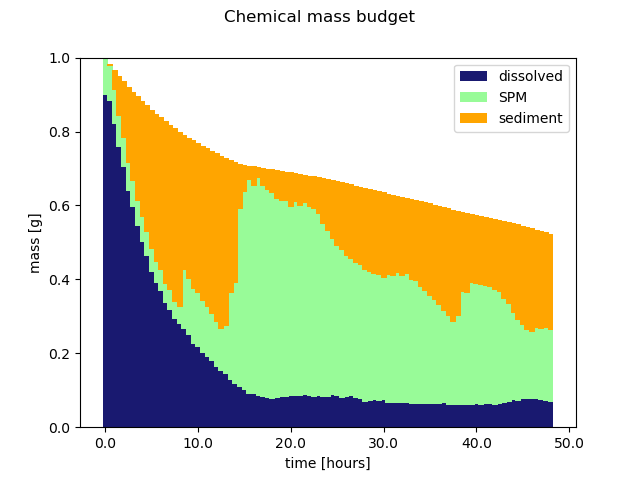 Chemical mass budget
1.0
0.8
0.6
0.4
0.2
0.0
mass [g]
dissolved
SPM
sediment
0.0 10.0 20.0 30.0 40.0 50.0
time [hours]